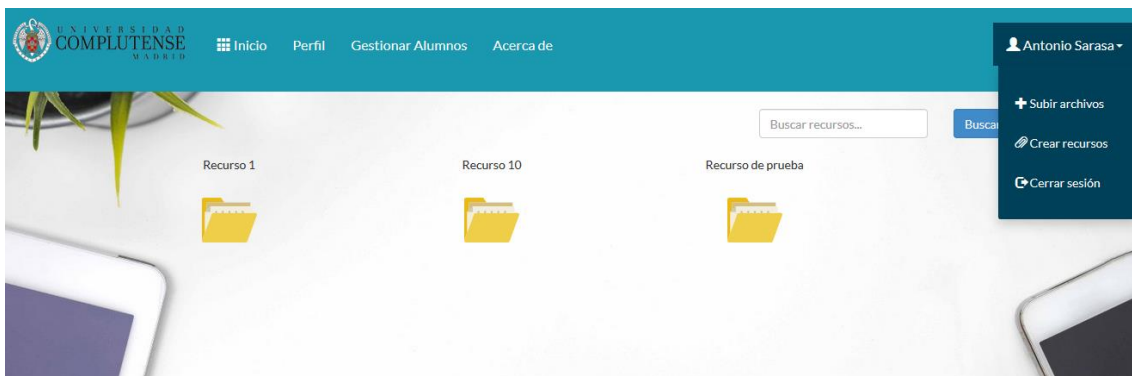 UNIVERSIDAD
COMPLUTENSE
MADRID
Inicio
Perfil
Gestionar Alumnos
Acerca de
Antonio Sarasa
Subir archivos
Crear recursos
Cerrar sesión
Buscar recursos...
Busca
Recurso 1
Recurso 10
Recurso de prueba